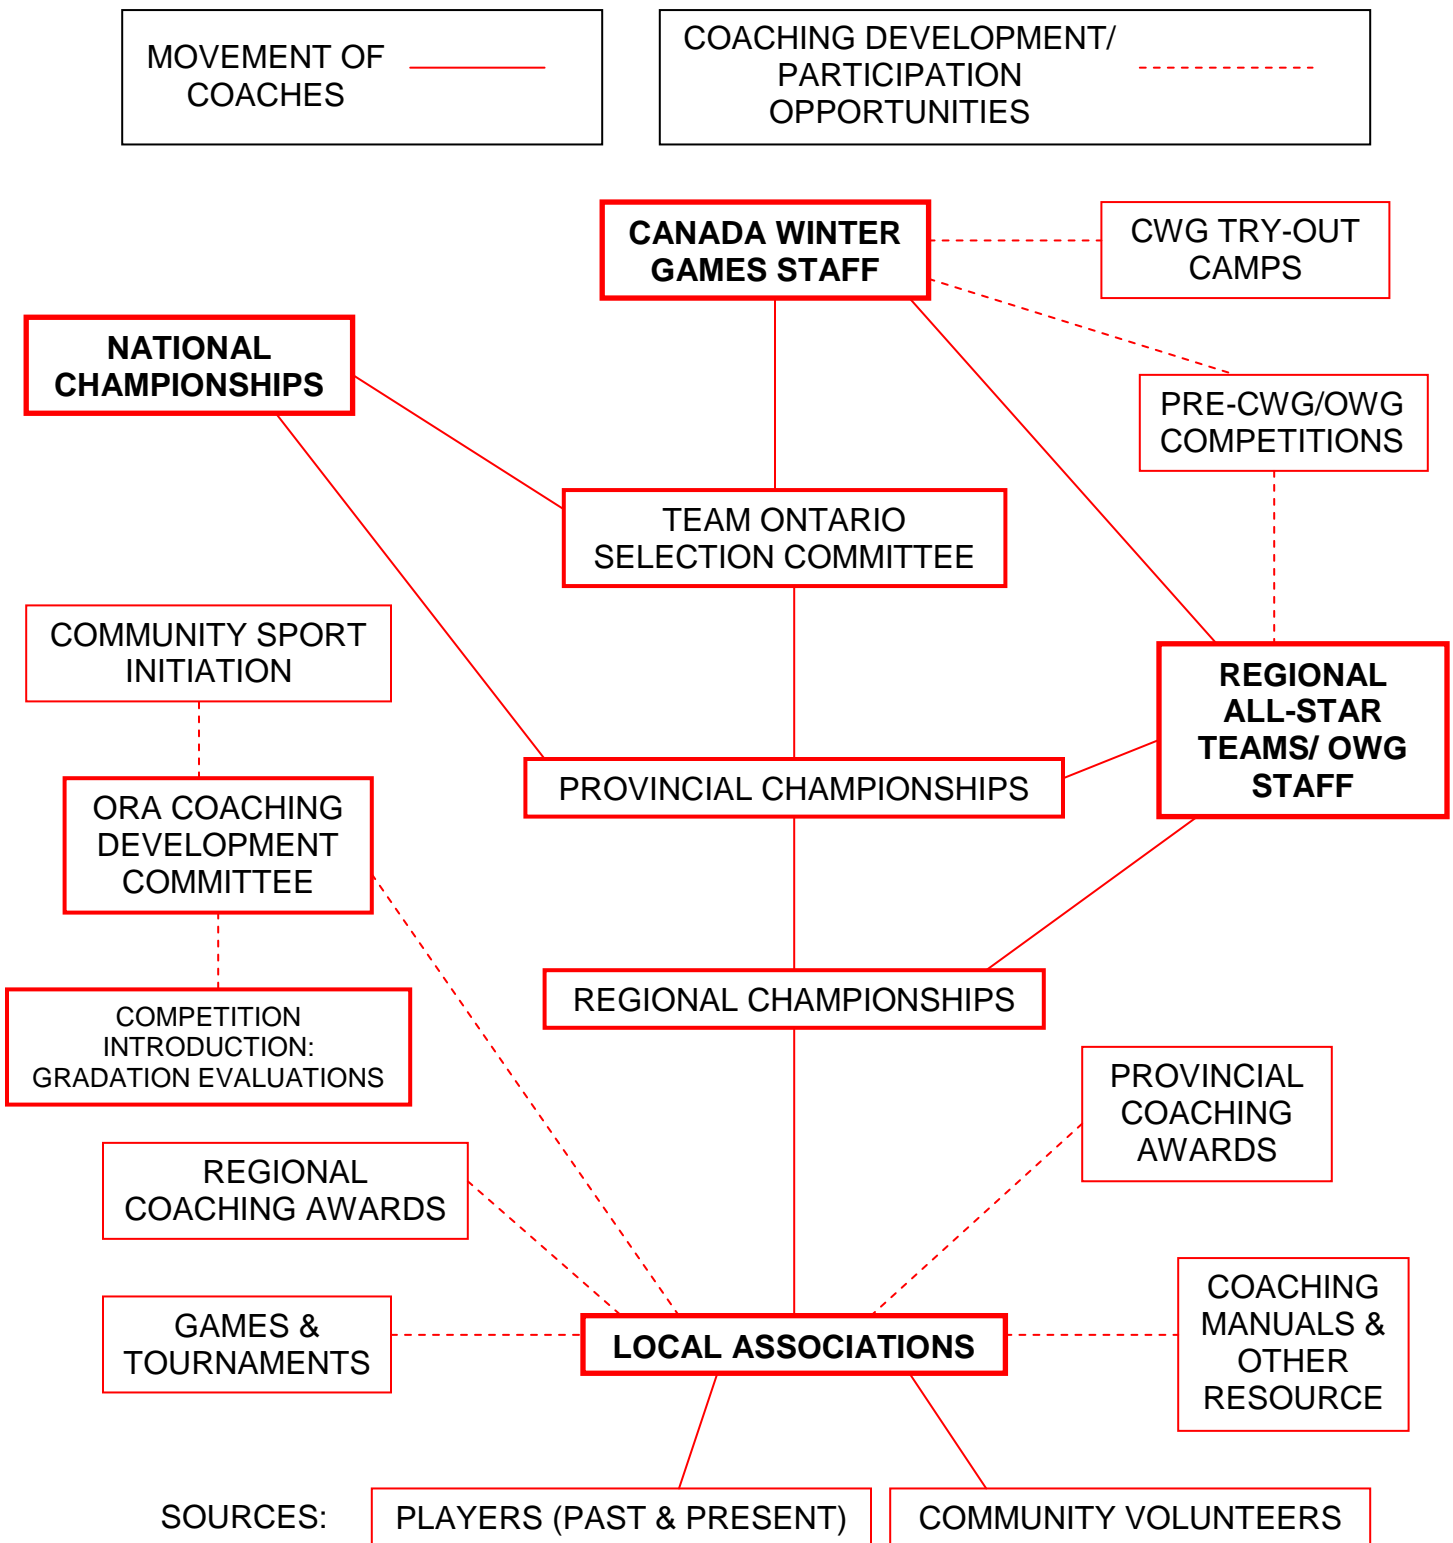 MOVEMENT OF
COACHES
COACHING DEVELOPMENT/
PARTICIPATION
OPPORTUNITIES
CANADA WINTER
GAMES STAFF
CWG TRY-OUT
CAMPS
NATIONAL
CHAMPIONSHIPS
PRE-CWG/OWG
COMPETITIONS
TEAM ONTARIO
SELECTION COMMITTEE
COMMUNITY SPORT
INITIATION
REGIONAL
ALL-STAR
TEAMS/ OWG
STAFF
PROVINCIAL CHAMPIONSHIPS
ORA COACHING
DEVELOPMENT
COMMITTEE
REGIONAL CHAMPIONSHIPS
COMPETITION
INTRODUCTION:
GRADATION EVALUATIONS
PROVINCIAL
COACHING
AWARDS
REGIONAL
COACHING AWARDS
COACHING
MANUALS &
OTHER
RESOURCE
GAMES &
TOURNAMENTS
LOCAL ASSOCIATIONS
SOURCES:
PLAYERS (PAST & PRESENT)
COMMUNITY VOLUNTEERS